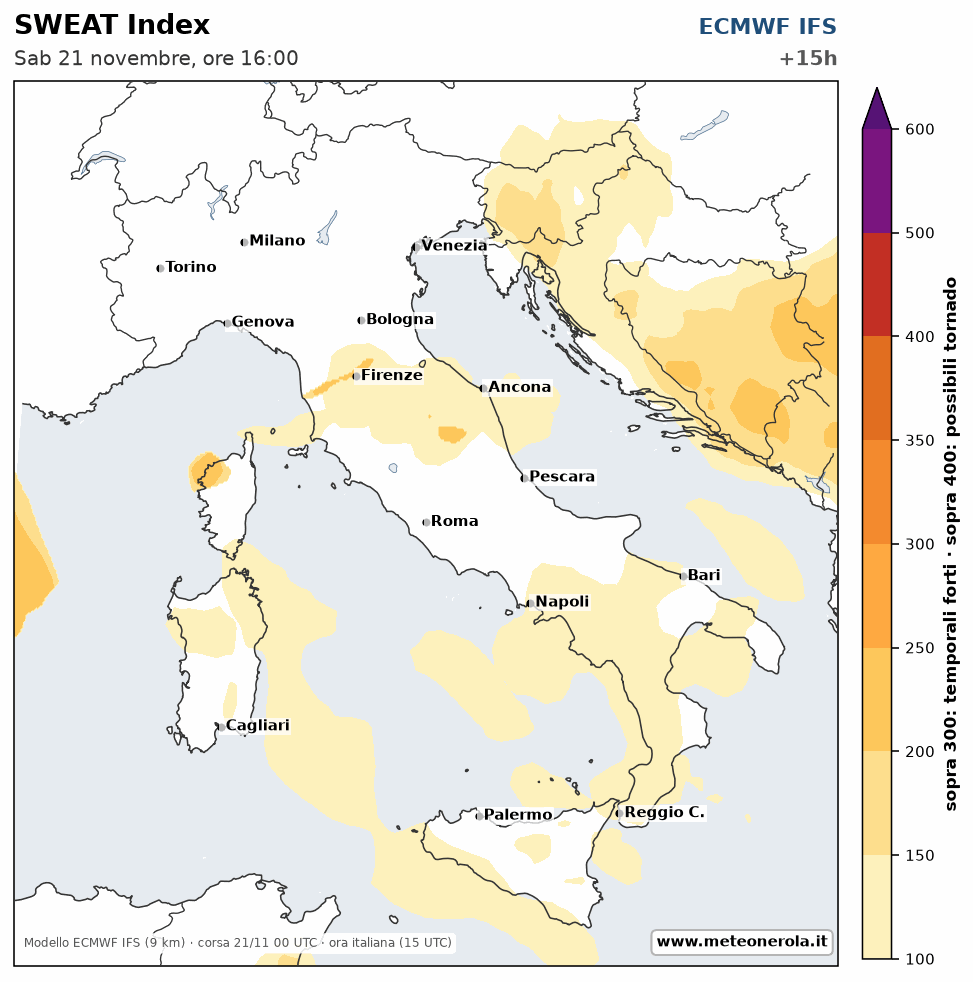 SWEAT Index
ECMWF IFS
Sab 21 novembre, ore 16:00
+15h
Milano
Venezia
Torino
Genova
Bologna
Firenze
Ancona
Pescara
Roma
Bari
Napoli
Cagliari
Palermo
Reggio C.
Modello ECMWF IFS (9 km) · corsa 21/11 00 UTC · ora italiana (15 UTC)
www.meteonerola.it
600
500
400
350
300
250
200
150
100
sopra 300: temporali forti · sopra 400: possibili tornado